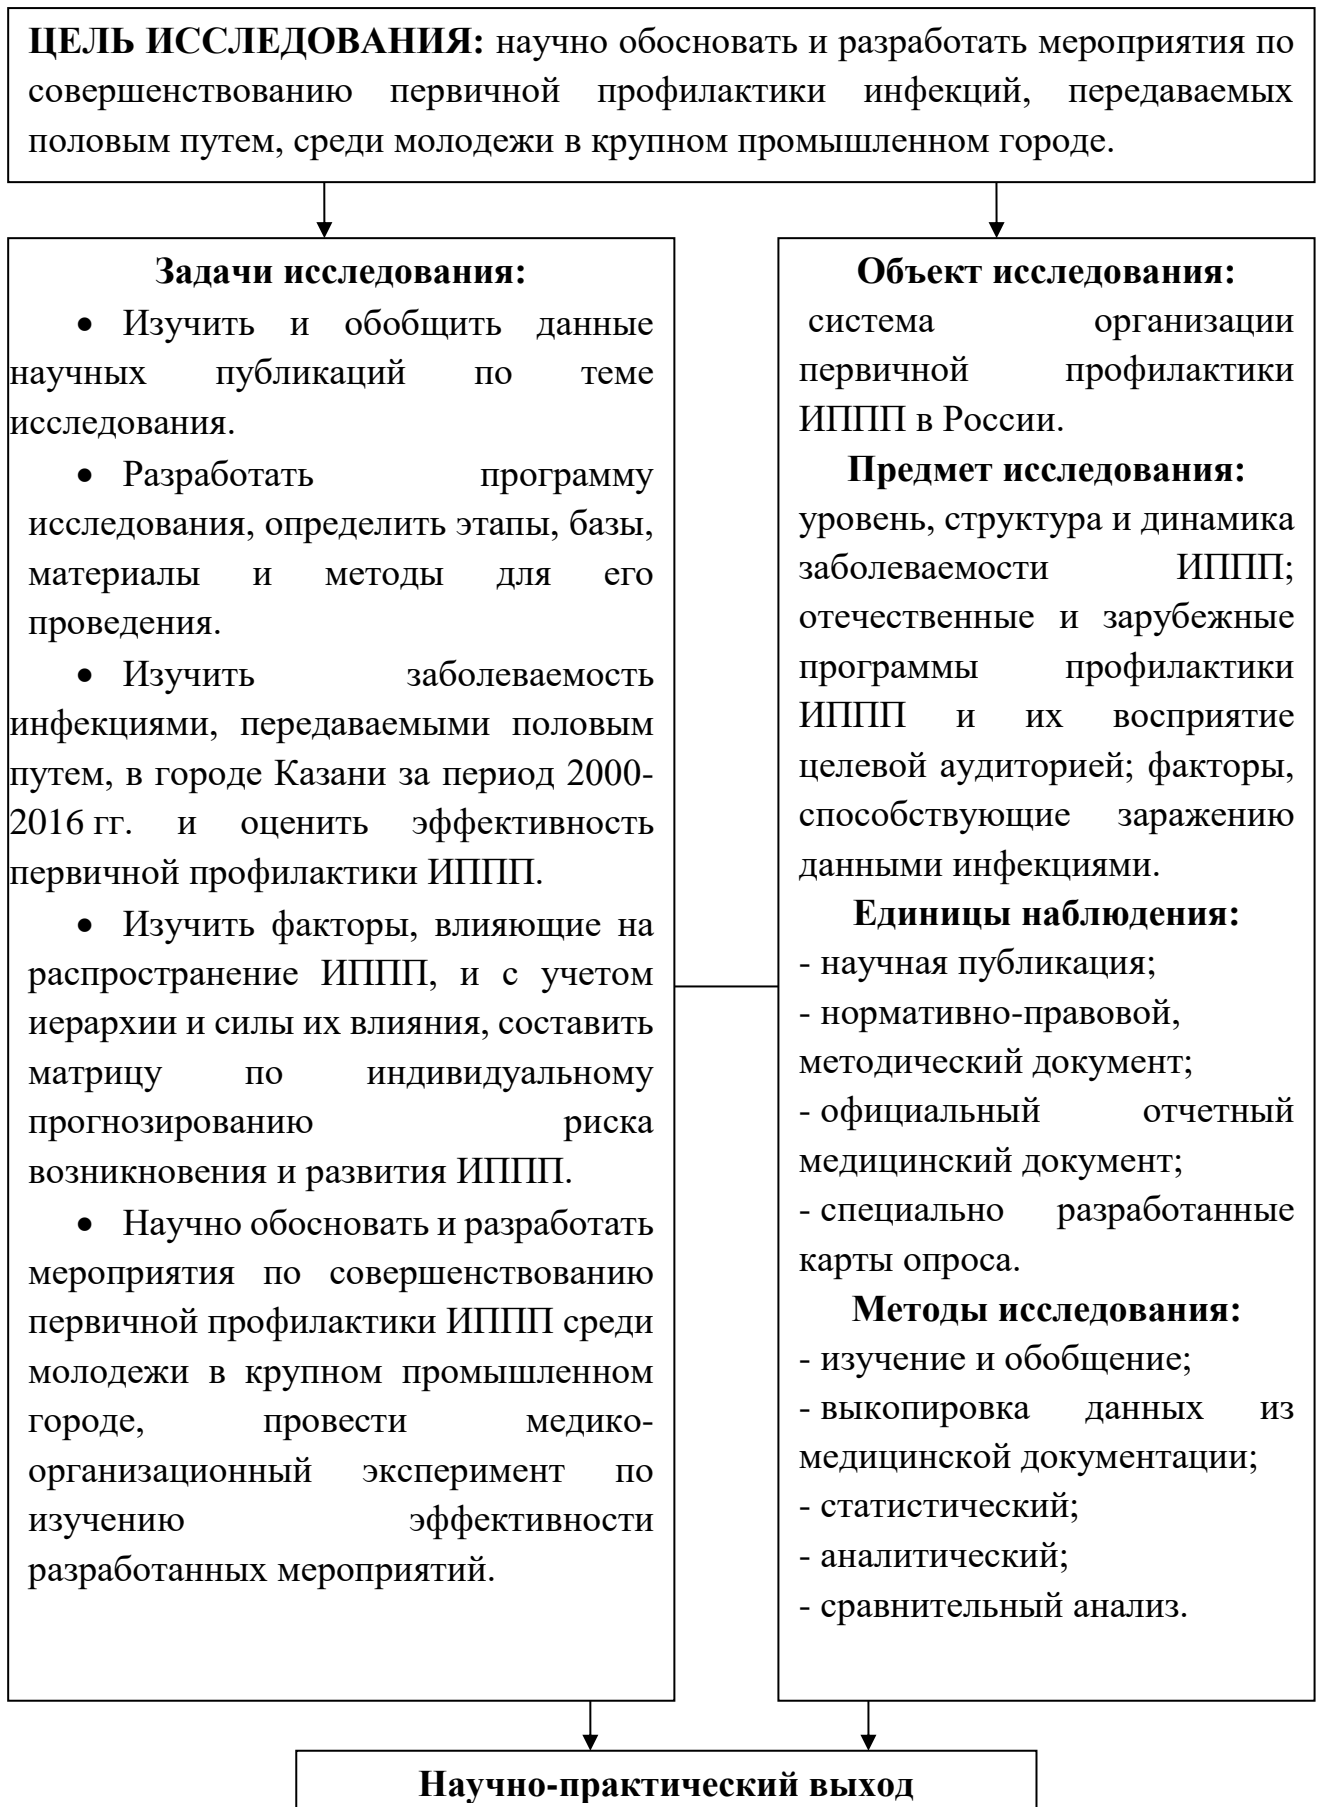 ЦЕЛЬ ИССЛЕДОВАНИЯ: научно обосновать и разработать мероприятия по
совершенствованию первичной профилактики инфекций, передаваемых
половым путем, среди молодежи в крупном промышленном городе.
Задачи исследования:
• Изучить и обобщить данные
научных публикаций по теме
исследования.
• Разработать программу
исследования, определить этапы, базы,
материалы и методы для его
проведения.
• Изучить заболеваемость
инфекциями, передаваемыми половым
путем, в городе Казани за период 2000-
2016 гг. и оценить эффективность
первичной профилактики ИППП.
• Изучить факторы, влияющие на
распространение ИППП, и с учетом
иерархии и силы их влияния, составить
матрицу по индивидуальному
прогнозированию риска
возникновения и развития ИППП.
• Научно обосновать и разработать
мероприятия по совершенствованию
первичной профилактики ИППП среди
молодежи в крупном промышленном
городе, провести медико-
организационный эксперимент по
изучению эффективности
разработанных мероприятий.
Объект исследования:
система организации
первичной профилактики
ИППП в России.
Предмет исследования:
уровень, структура и динамика
заболеваемости ИППП;
отечественные и зарубежные
программы профилактики
ИППП и их восприятие
целевой аудиторией; факторы,
способствующие заражению
данными инфекциями.
Единицы наблюдения:
- научная публикация;
- нормативно-правовой,
методический документ;
- официальный отчетный
медицинский документ;
- специально разработанные
карты опроса.
Методы исследования:
- изучение и обобщение;
- выкопировка данных из
медицинской документации;
- статистический;
- аналитический;
- сравнительный анализ.
Научно-практический выход